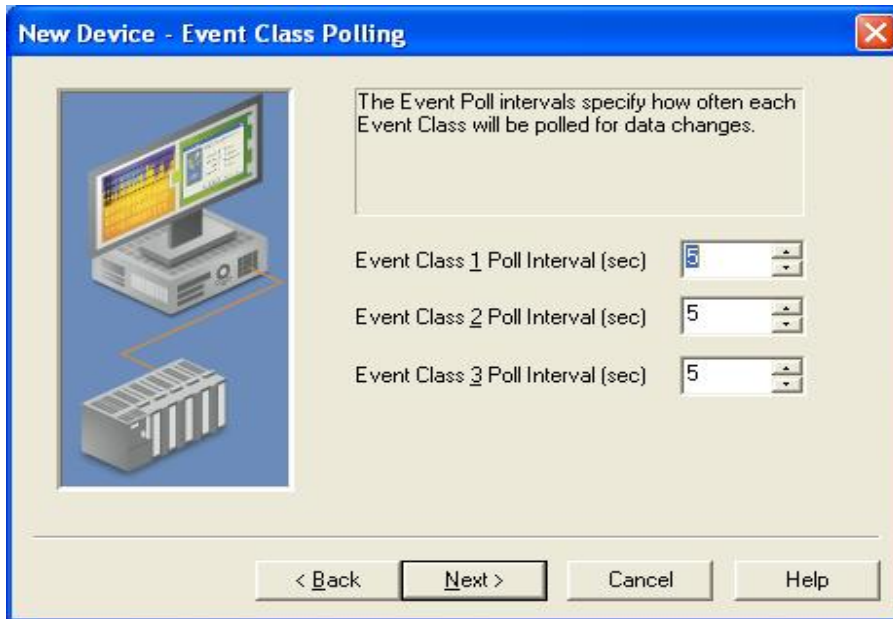 New Device - Event Class Polling
The Event Poll intervals specify how often each
Event Class will be polled for data changes.
Event Class 1 Poll Interval (sec) 5
Event Class 2 Poll Interval (sec) 5
Event Class 3 Poll Interval (sec) 5
< Back Next > Cancel Help